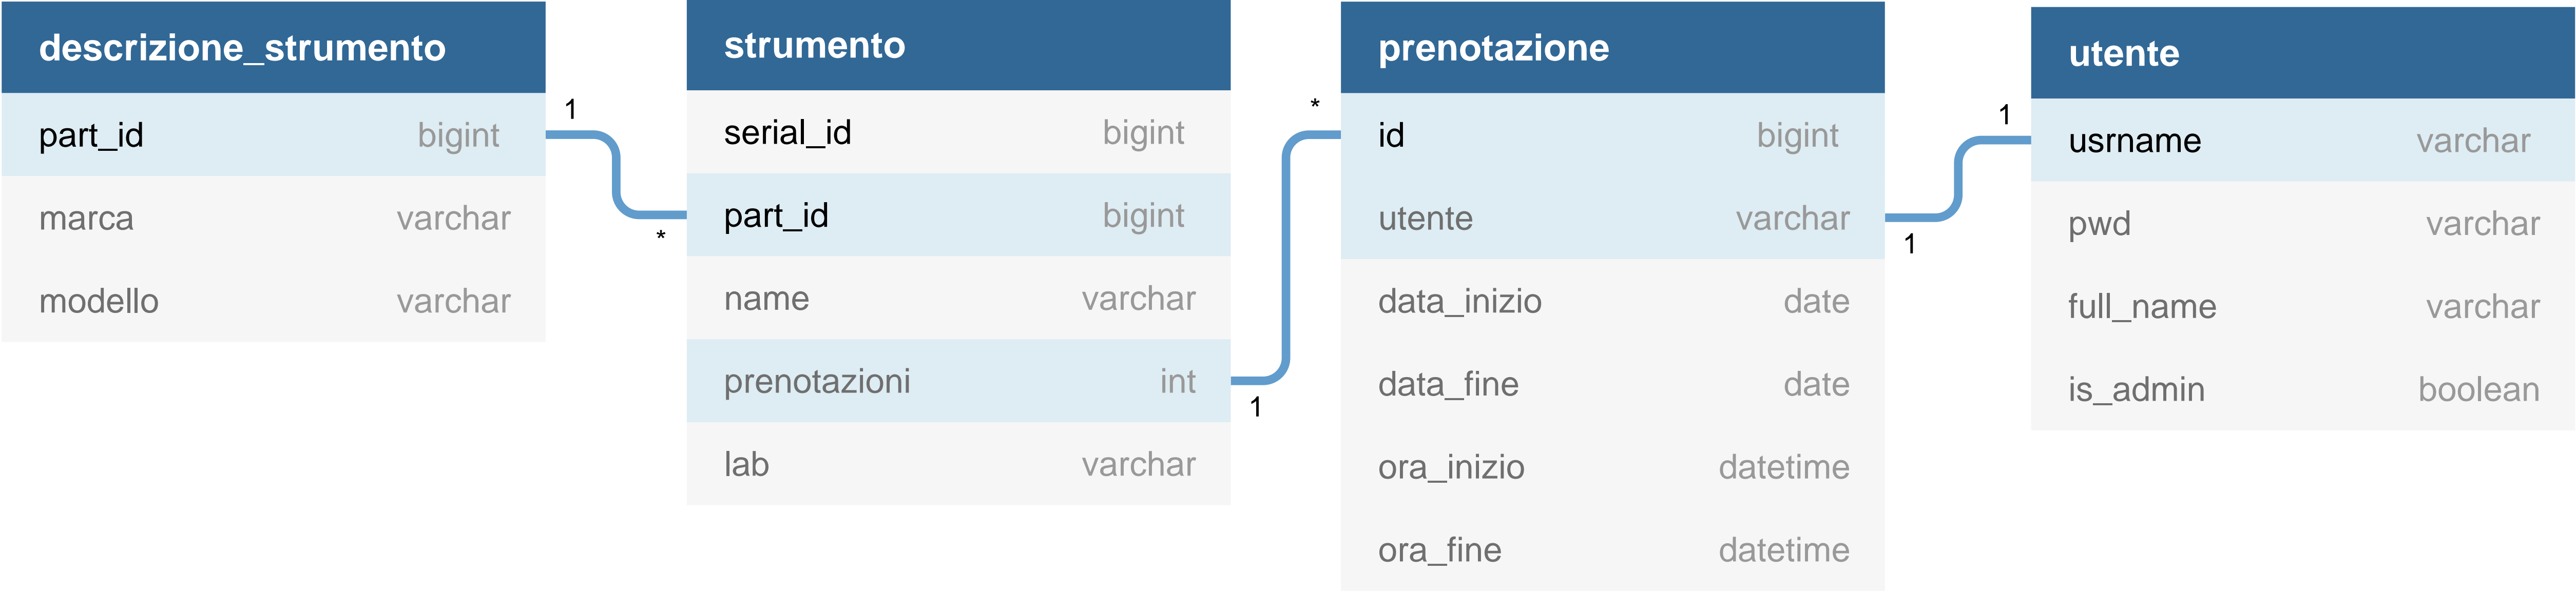 descrizione_strumento
part_id bigint
marca varchar
modello varchar
1
*
strumento
serial_id bigint
part_id bigint
name varchar
prenotazioni int
lab varchar
1
*
prenotazione
id bigint
utente varchar
data_inizio date
data_fine date
ora_inizio datetime
ora_fine datetime
1
1
utente
usrname varchar
pwd varchar
full_name varchar
is_admin boolean